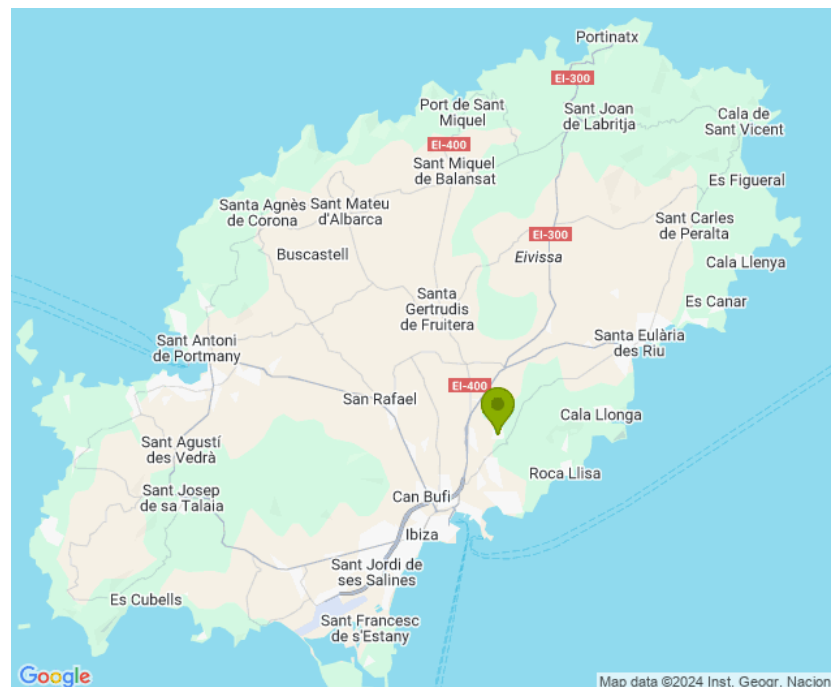 Portinatx
EI-300
Port de Sant
Miquel
Sant Joan
de Labritja
Cala de
Sant Vicent
EI-400
Sant Miquel
de Balansat
Es Figueral
Santa Agnès
de Corona
Sant Mateu
d'Albarca
Sant Carles
de Peralta
EI-300
Buscastell
Eivissa
Cala Llenya
Santa
Gertrudis
de Fruitera
Es Canar
Sant Antoni
de Portmany
Santa Eulària
des Riu
EI-400
San Rafael
Cala Llonga
Sant Agustí
des Vedrà
Roca Llisa
Sant Josep
de sa Talaia
Can Bufi
Ibiza
Sant Jordi de
ses Salines
Es Cubells
Sant Francesc
de s'Estany
Google
Map data ©2024 Inst. Geogr. Nacion